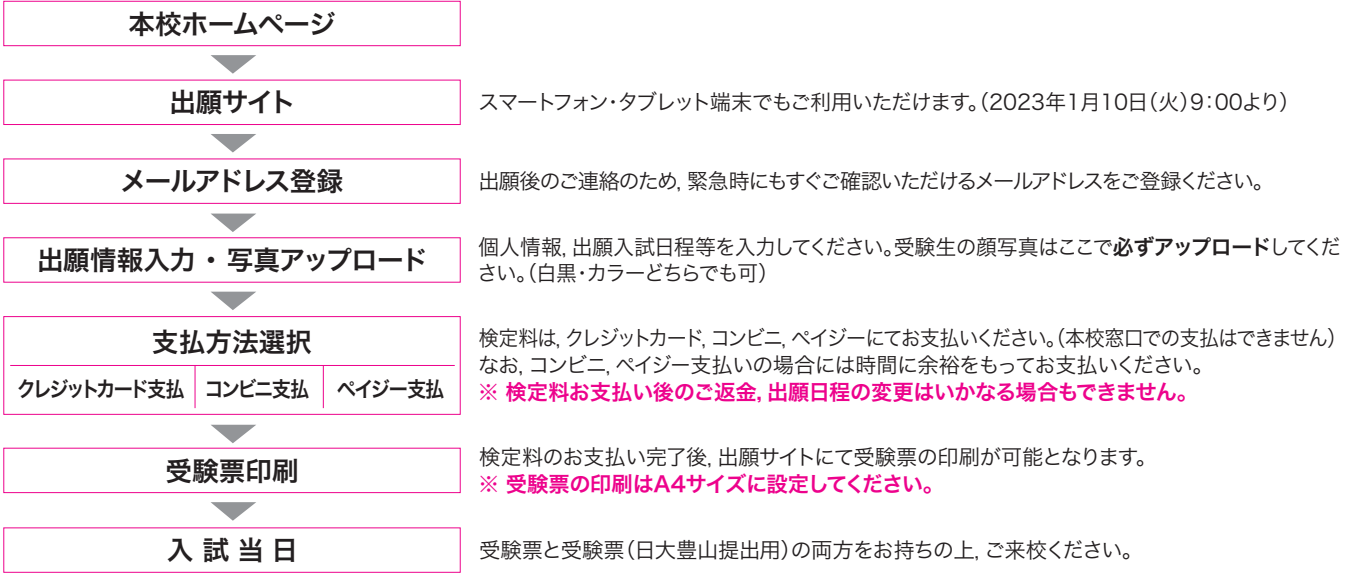 本校ホームページ
出願サイト
スマートフォン・タブレット端末でもご利用いただけます。(2023年1月10日(火)9:00より)
メールアドレス登録
出願後のご連絡のため, 緊急時にもすぐご確認いただけるメールアドレスをご登録ください。
出願情報入力 ・ 写真アップロード
個人情報, 出願入試日程等を入力してください。受験生の顔写真はここで必ずアップロードしてくだ
さい。(白黒・カラーどちらでも可)
支払方法選択
クレジットカード支払 コンビニ支払 ペイジー支払
検定料は, クレジットカード, コンビニ, ペイジーにてお支払いください。(本校窓口での支払はできません)
なお, コンビニ, ペイジー支払いの場合には時間に余裕をもってお支払いください。
※ 検定料お支払い後のご返金, 出願日程の変更はいかなる場合もできません。
受験票印刷
検定料のお支払い完了後, 出願サイトにて受験票の印刷が可能となります。
※ 受験票の印刷はA4サイズに設定してください。
入 試 当 日
受験票と受験票(日大豊山提出用)の両方をお持ちの上, ご来校ください。